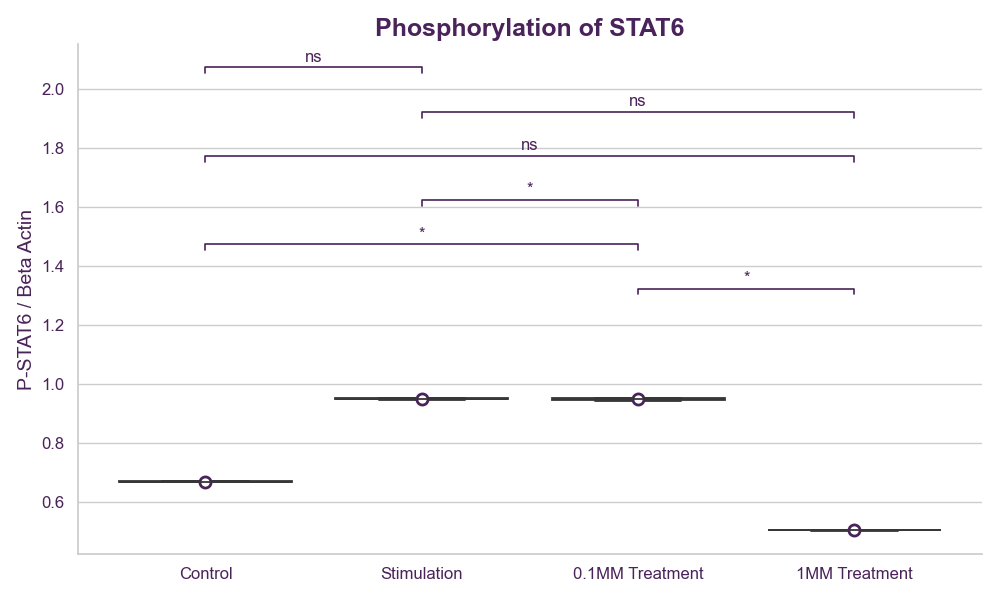 Phosphorylation of STAT6
ns
2.0
ns
1.8
ns
*
1.6
*
1.4
*
1.2
1.0
0.8
0.6
P-STAT6 / Beta Actin
Control
Stimulation
0.1MM Treatment
1MM Treatment